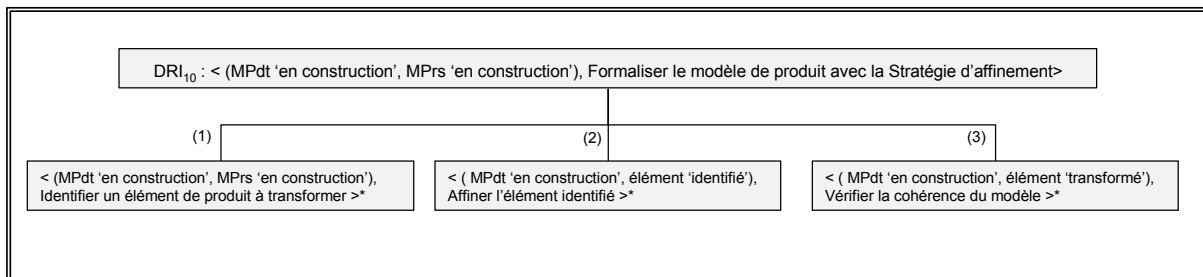 DRI10 : < (MPdt ‘en construction’, MPrs ‘en construction’), Formaliser le modèle de produit avec la Stratégie d’affinement>
(1)
(2)
(3)
< (MPdt ‘en construction’, MPrs ‘en construction’),
Identifier un élément de produit à transformer >*
< ( MPdt ‘en construction’, élément ‘identifié’),
Affiner l’élément identifié >*
< ( MPdt ‘en construction’, élément ‘transformé’),
Vérifier la cohérence du modèle >*